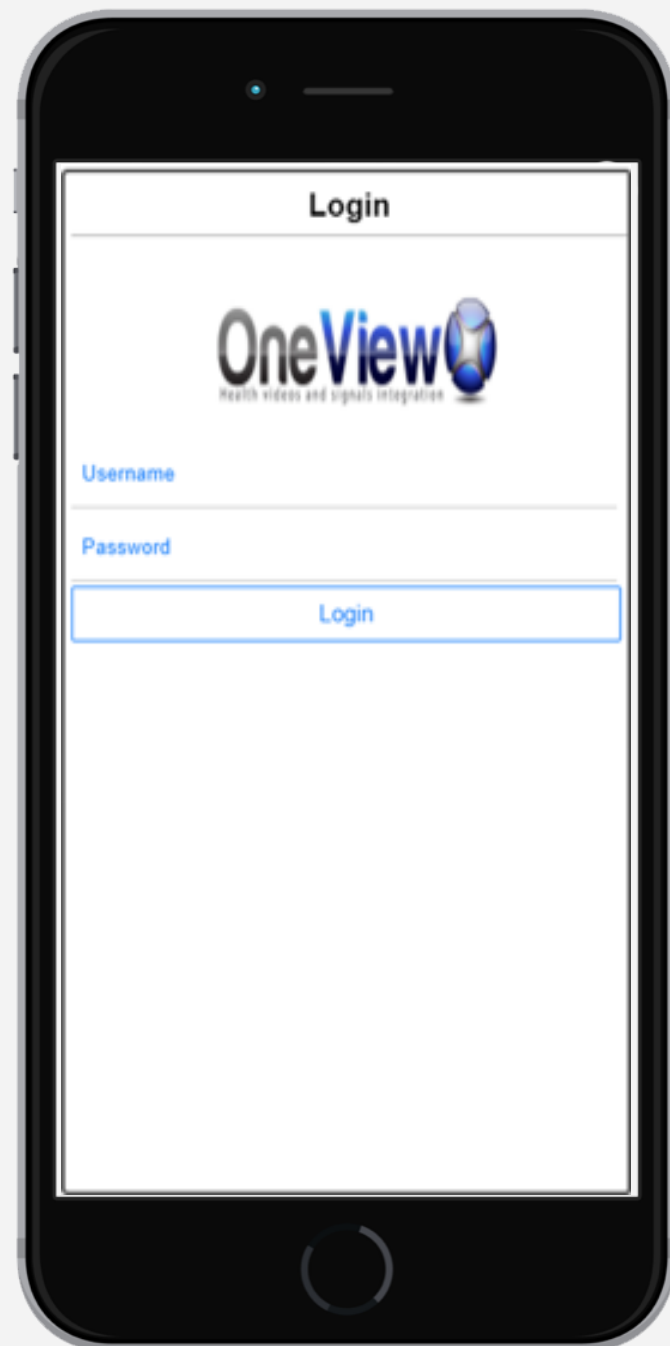 Login
OneView
Health videos and signals integration
Username
Password
Login